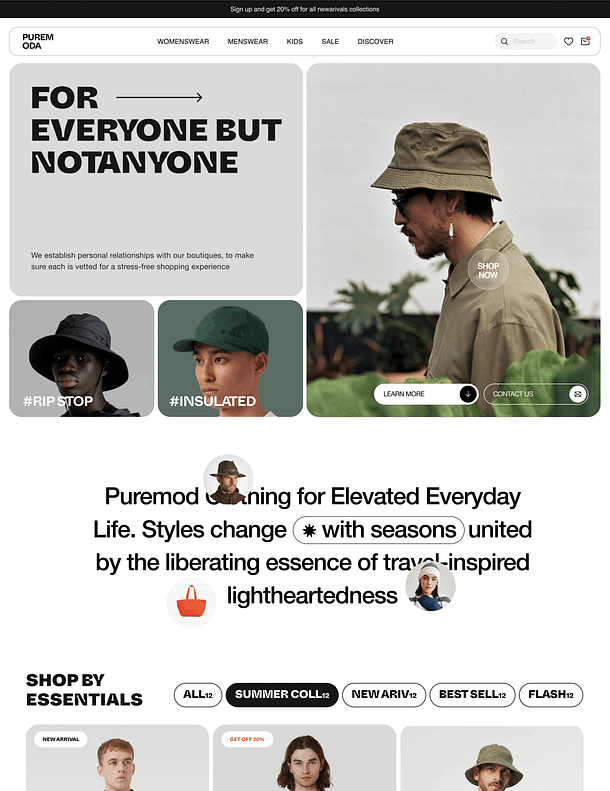 Sign up and get 20% off for all newarivals collections
PUREM
ODA
WOMENSWEAR MENSWEAR KIDS SALE DISCOVER
Search
FOR
EVERYONE BUT
NOTANYONE
We establish personal relationships with our boutiques, to make
sure each is vetted for a stress-free shopping experience
SHOP
NOW
#RIPSTOP
#INSULATED
LEARN MORE
CONTACT US
Puremod Clothing for Elevated Everyday
Life. Styles change with seasons united
by the liberating essence of travel-inspired
lightheartedness
SHOP BY
ESSENTIALS
ALL12
SUMMER COLL12
NEW ARIV12
BEST SELL12
FLASH12
NEW ARRIVAL
GET OFF 20%